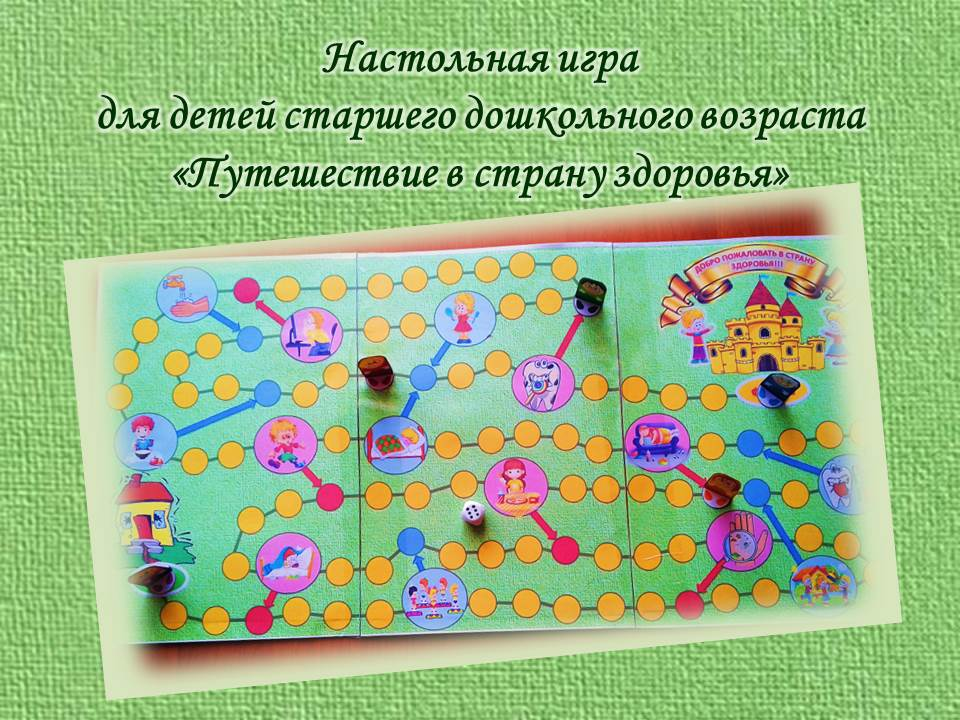 Настольная игра
для детей старшего дошкольного возраста
«Путешествие в страну здоровья»
ДОБРО ПОЖАЛОВАТЬ В СТРАНУ
ЗДОРОВЬЯ!!!